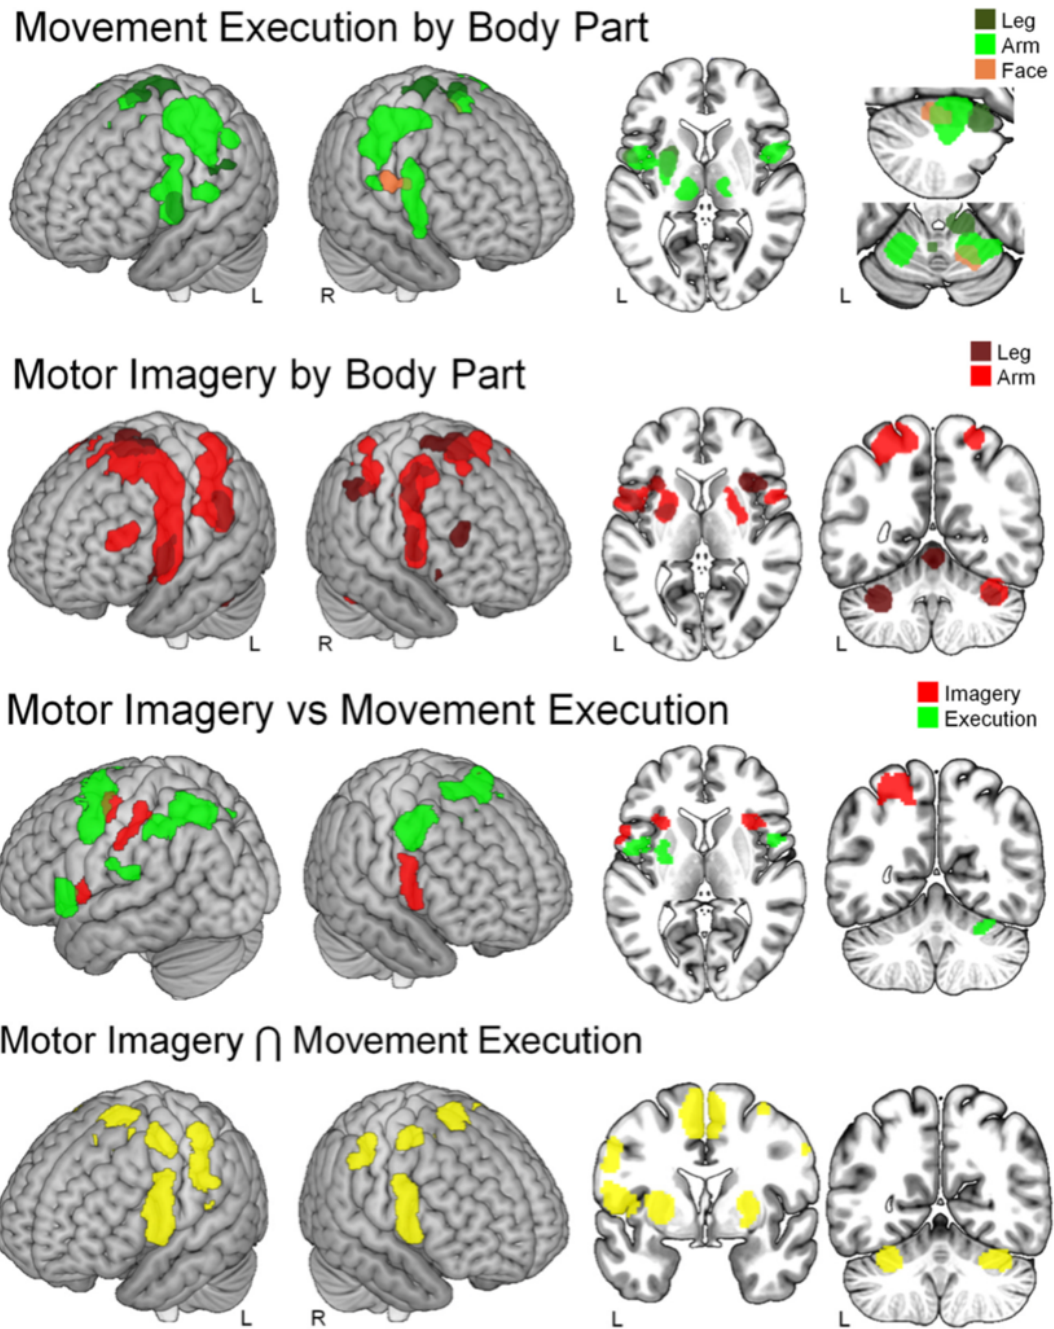 Movement Execution by Body Part
Leg
Arm
Face
L
R
L
L
Motor Imagery by Body Part
Leg
Arm
L
R
L
L
Motor Imagery vs Movement Execution
Imagery
Execution
Motor Imagery ⋂ Movement Execution
L
R
L
L